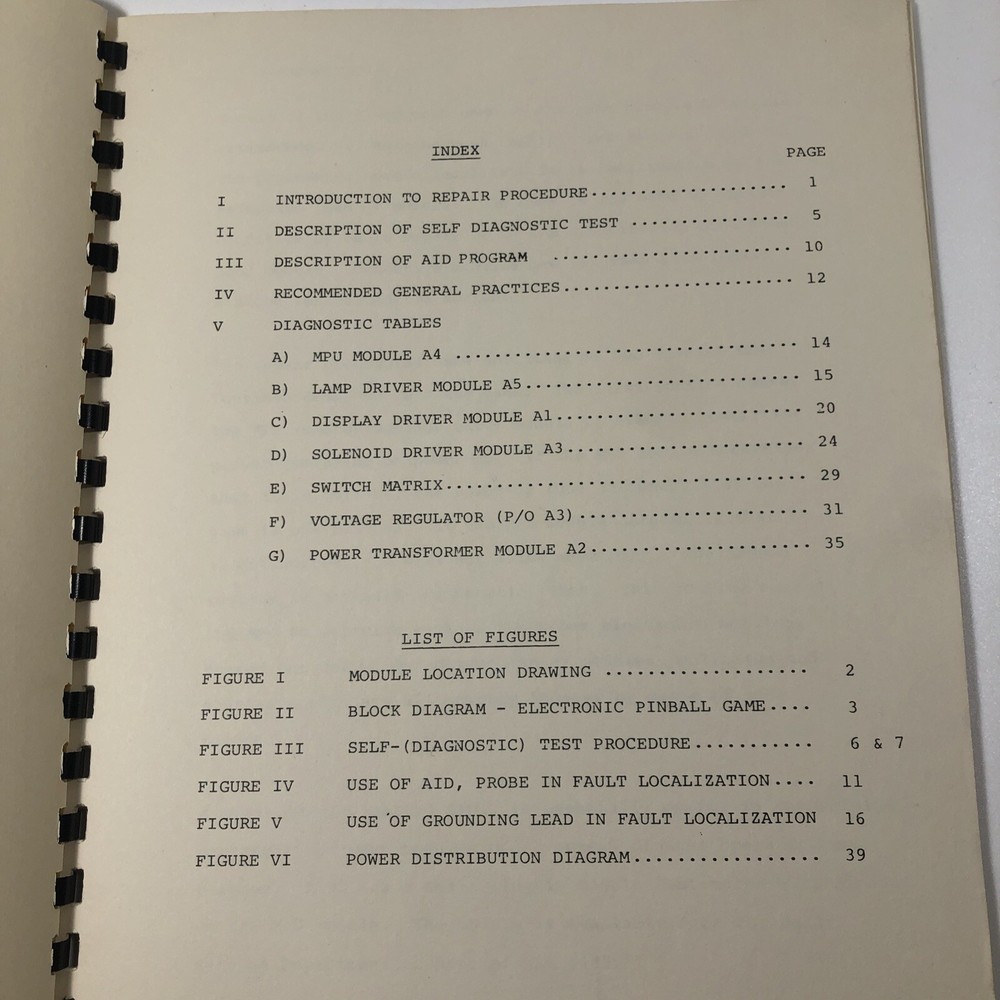 INDEX
PAGE
I INTRODUCTION TO REPAIR PROCEDURE.................... 1
II DESCRIPTION OF SELF DIAGNOSTIC TEST ................ 5
III DESCRIPTION OF AID PROGRAM ........................ 10
IV RECOMMENDED GENERAL PRACTICES....................... 12
V DIAGNOSTIC TABLES
A) MPU MODULE A4 ................................... 14
B) LAMP DRIVER MODULE A5............................ 15
C) DISPLAY DRIVER MODULE A1......................... 20
D) SOLENOID DRIVER MODULE A3........................ 24
E) SWITCH MATRIX..................................... 29
F) VOLTAGE REGULATOR (P/O A3)........................ 31
G) POWER TRANSFORMER MODULE A2....................... 35
LIST OF FIGURES
FIGURE I MODULE LOCATION DRAWING ................... 2
FIGURE II BLOCK DIAGRAM - ELECTRONIC PINBALL GAME.... 3
FIGURE III SELF-(DIAGNOSTIC) TEST PROCEDURE........... 6 & 7
FIGURE IV USE OF AID, PROBE IN FAULT LOCALIZATION.... 11
FIGURE V USE OF GROUNDING LEAD IN FAULT LOCALIZATION 16
FIGURE VI POWER DISTRIBUTION DIAGRAM................. 39